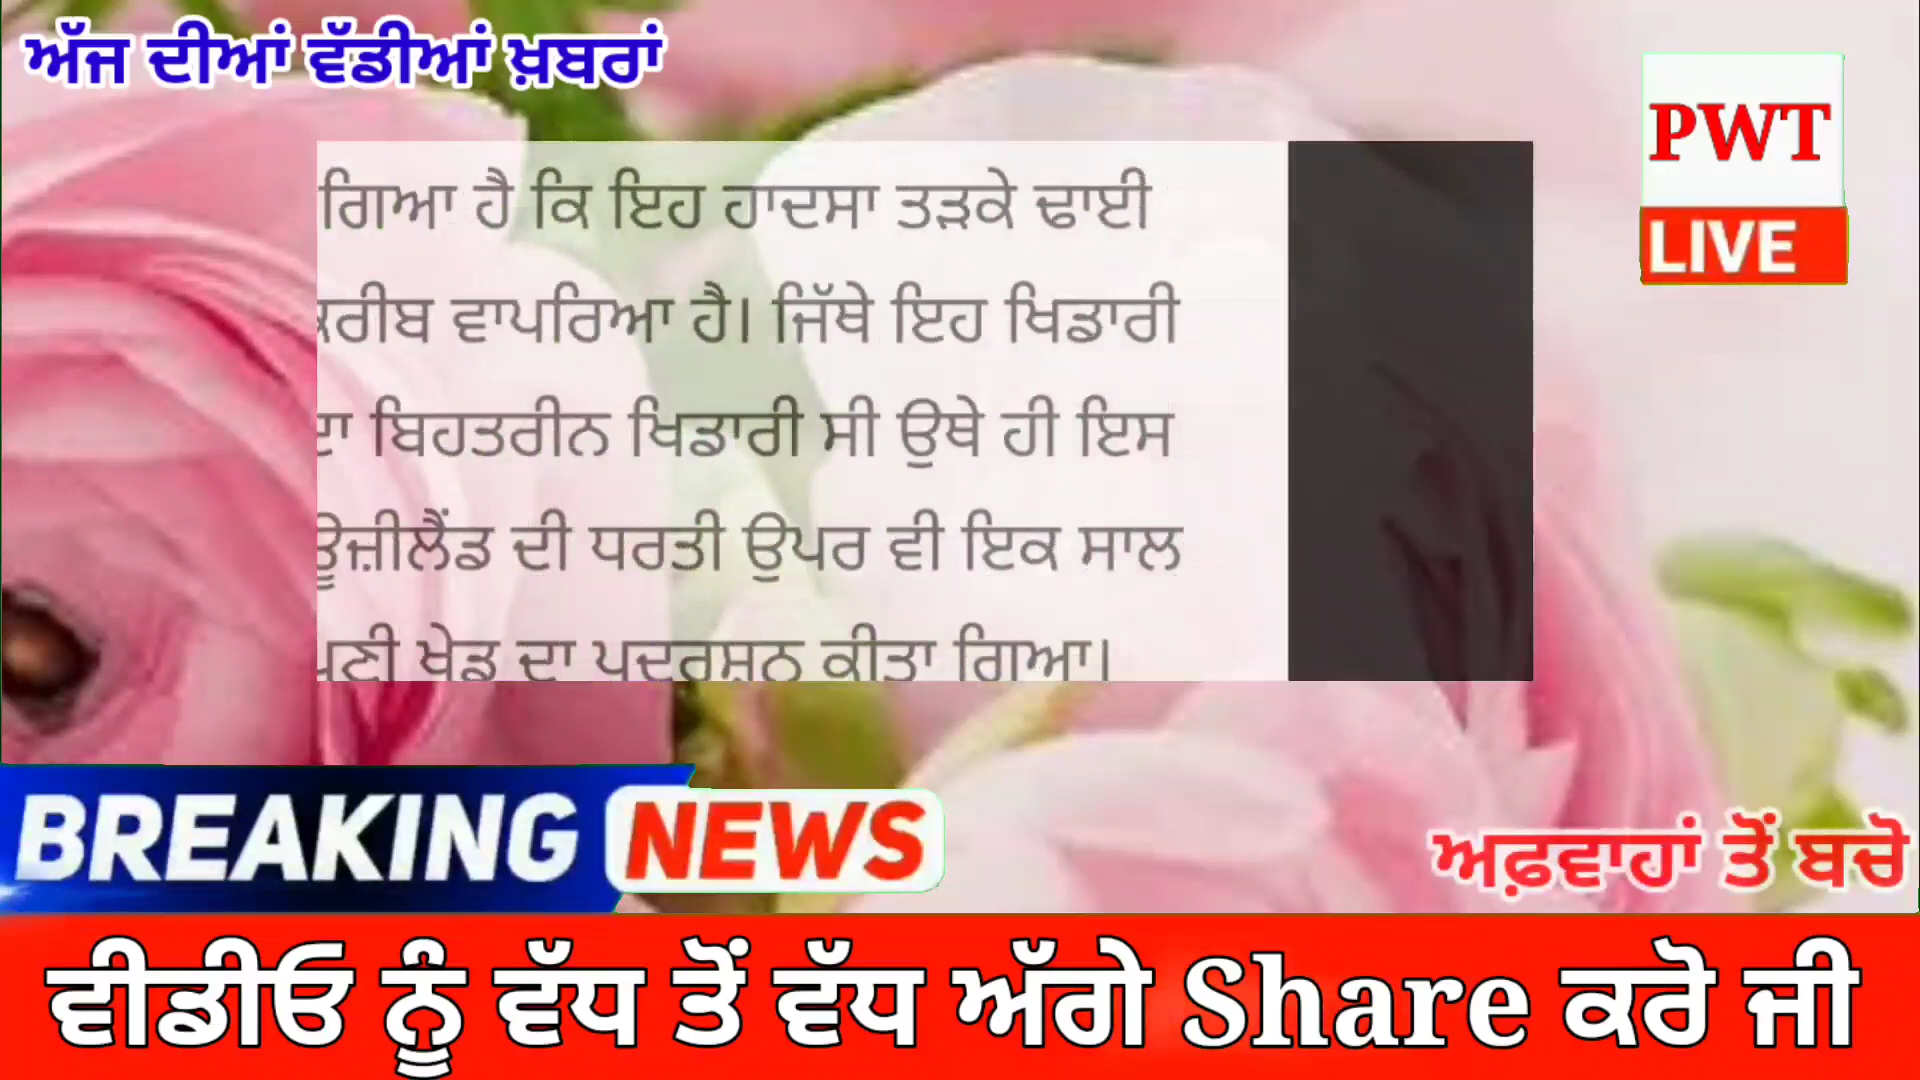 ਅੱਜ ਦੀਆਂ ਵੱਡੀਆਂ ਖ਼ਬਰਾਂ
PWT
LIVE
ਗਿਆ ਹੈ ਕਿ ਇਹ ਹਾਦਸਾ ਤੜਕੇ ਢਾਈ
ਵਾਪਰਿਆ ਹੈ। ਜਿੱਥੇ ਇਹ ਖਿਡਾਰੀ
ਬਿਹਤਰੀਨ ਖਿਡਾਰੀ ਸੀ ਉਥੇ ਹੀ ਇਸ
ਦੀ ਧਰਤੀ ਉਪਰ ਵੀ ਇਕ ਸਾਲ
ਖੇਡ ਦਾ ਪਦਰਸ਼ਨ ਕੀਤਾ ਗਿਆ।
BREAKING NEWS
ਅਫ਼ਵਾਹਾਂ ਤੋਂ ਬਚੋ
ਵੀਡੀਓ ਨੂੰ ਵੱਧ ਤੋਂ ਵੱਧ ਅੱਗੇ Share ਕਰੋ ਜੀ